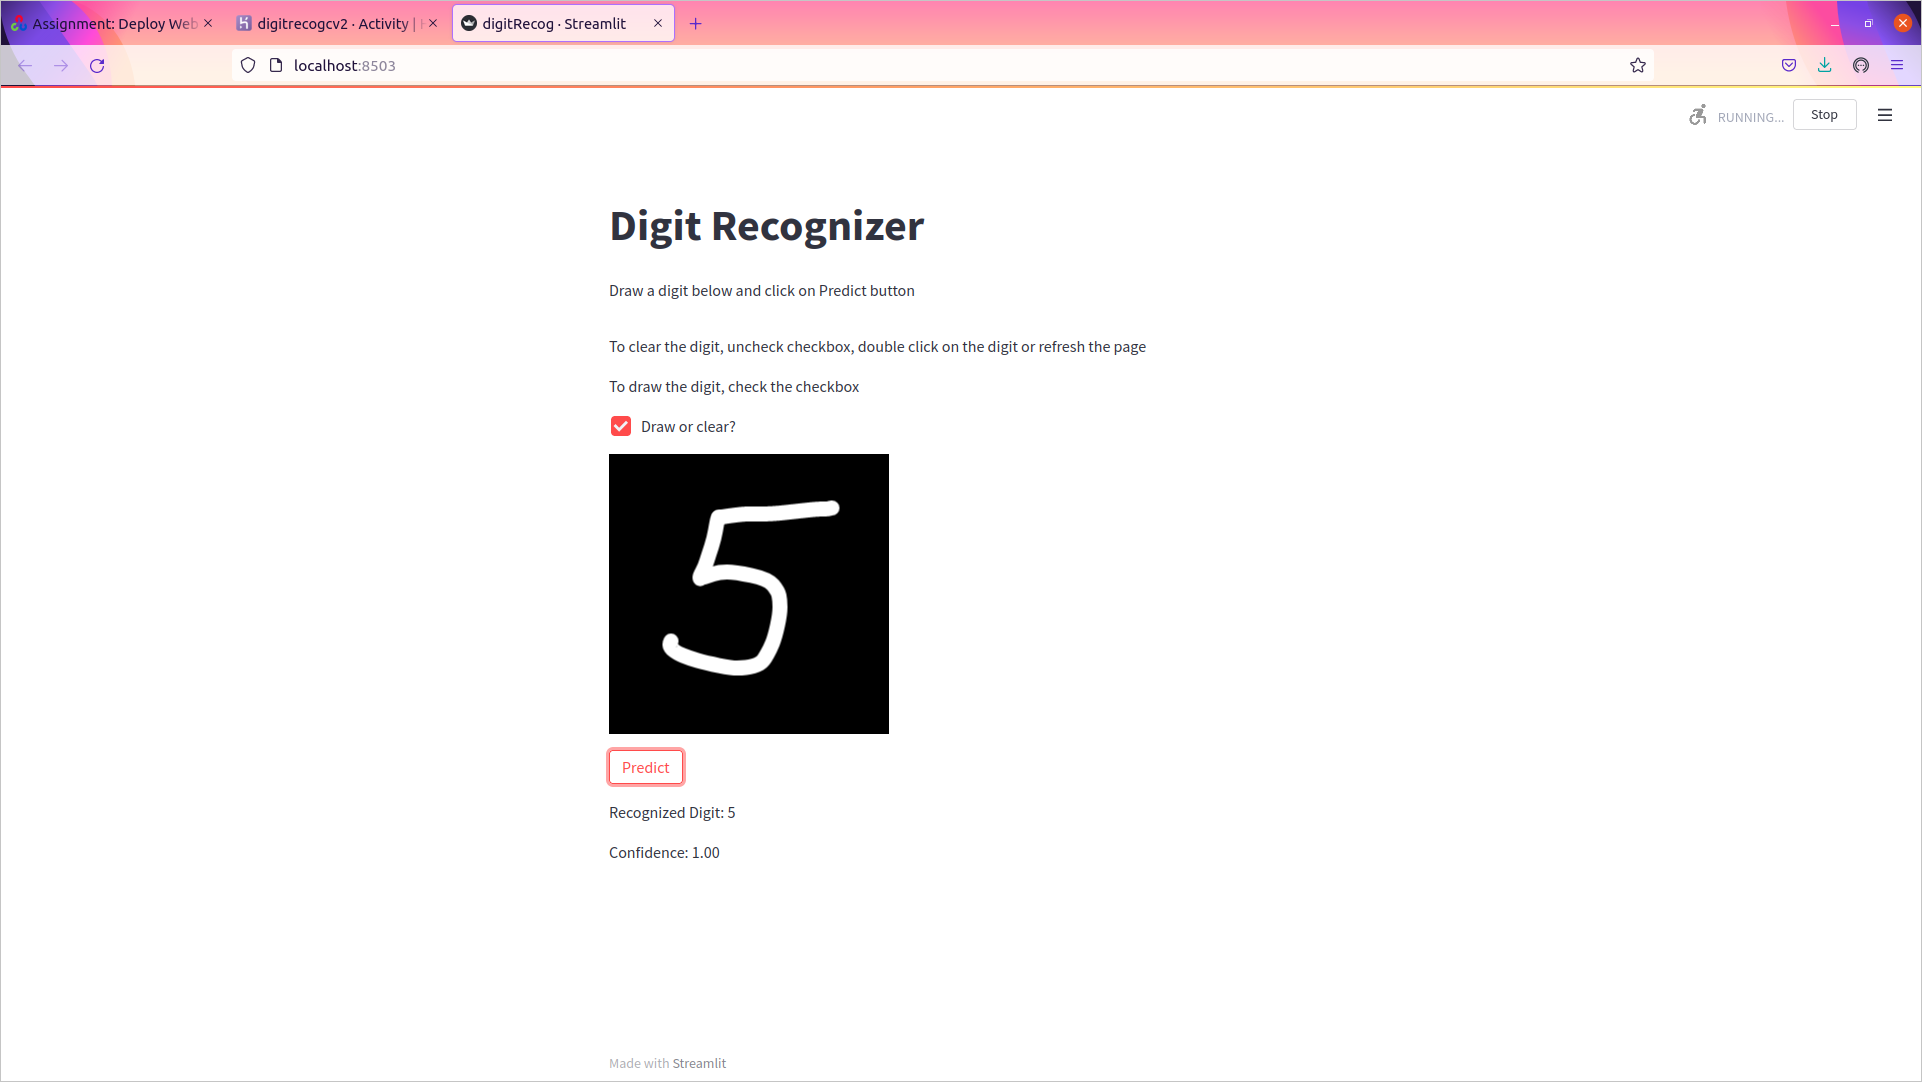 Assignment: Deploy Web
digitrecogcv2 · Activity |
digitRecog · Streamlit
localhost:8503
RUNNING...
Stop
Digit Recognizer
Draw a digit below and click on Predict button
To clear the digit, uncheck checkbox, double click on the digit or refresh the page
To draw the digit, check the checkbox
Draw or clear?
5
Predict
Recognized Digit: 5
Confidence: 1.00
Made with Streamlit